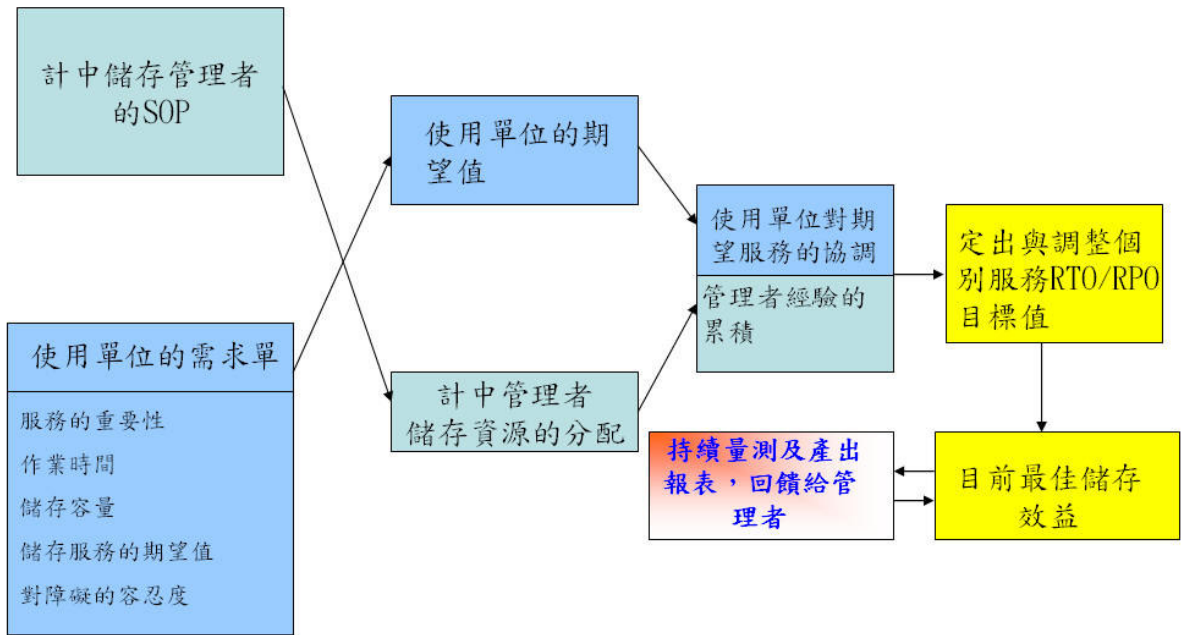 計中儲存管理者
的SOP
使用單位的需求單
服務的重要性
作業時間
儲存容量
儲存服務的期望值
對障礙的容忍度
使用單位的期
望值
計中管理者
儲存資源的分配
使用單位對期
望服務的協調
管理者經驗的
累積
定出與調整個
別服務RTO/RPO
目標值
持續量測及產出
報表，回饋給管
理者
目前最佳儲存
效益